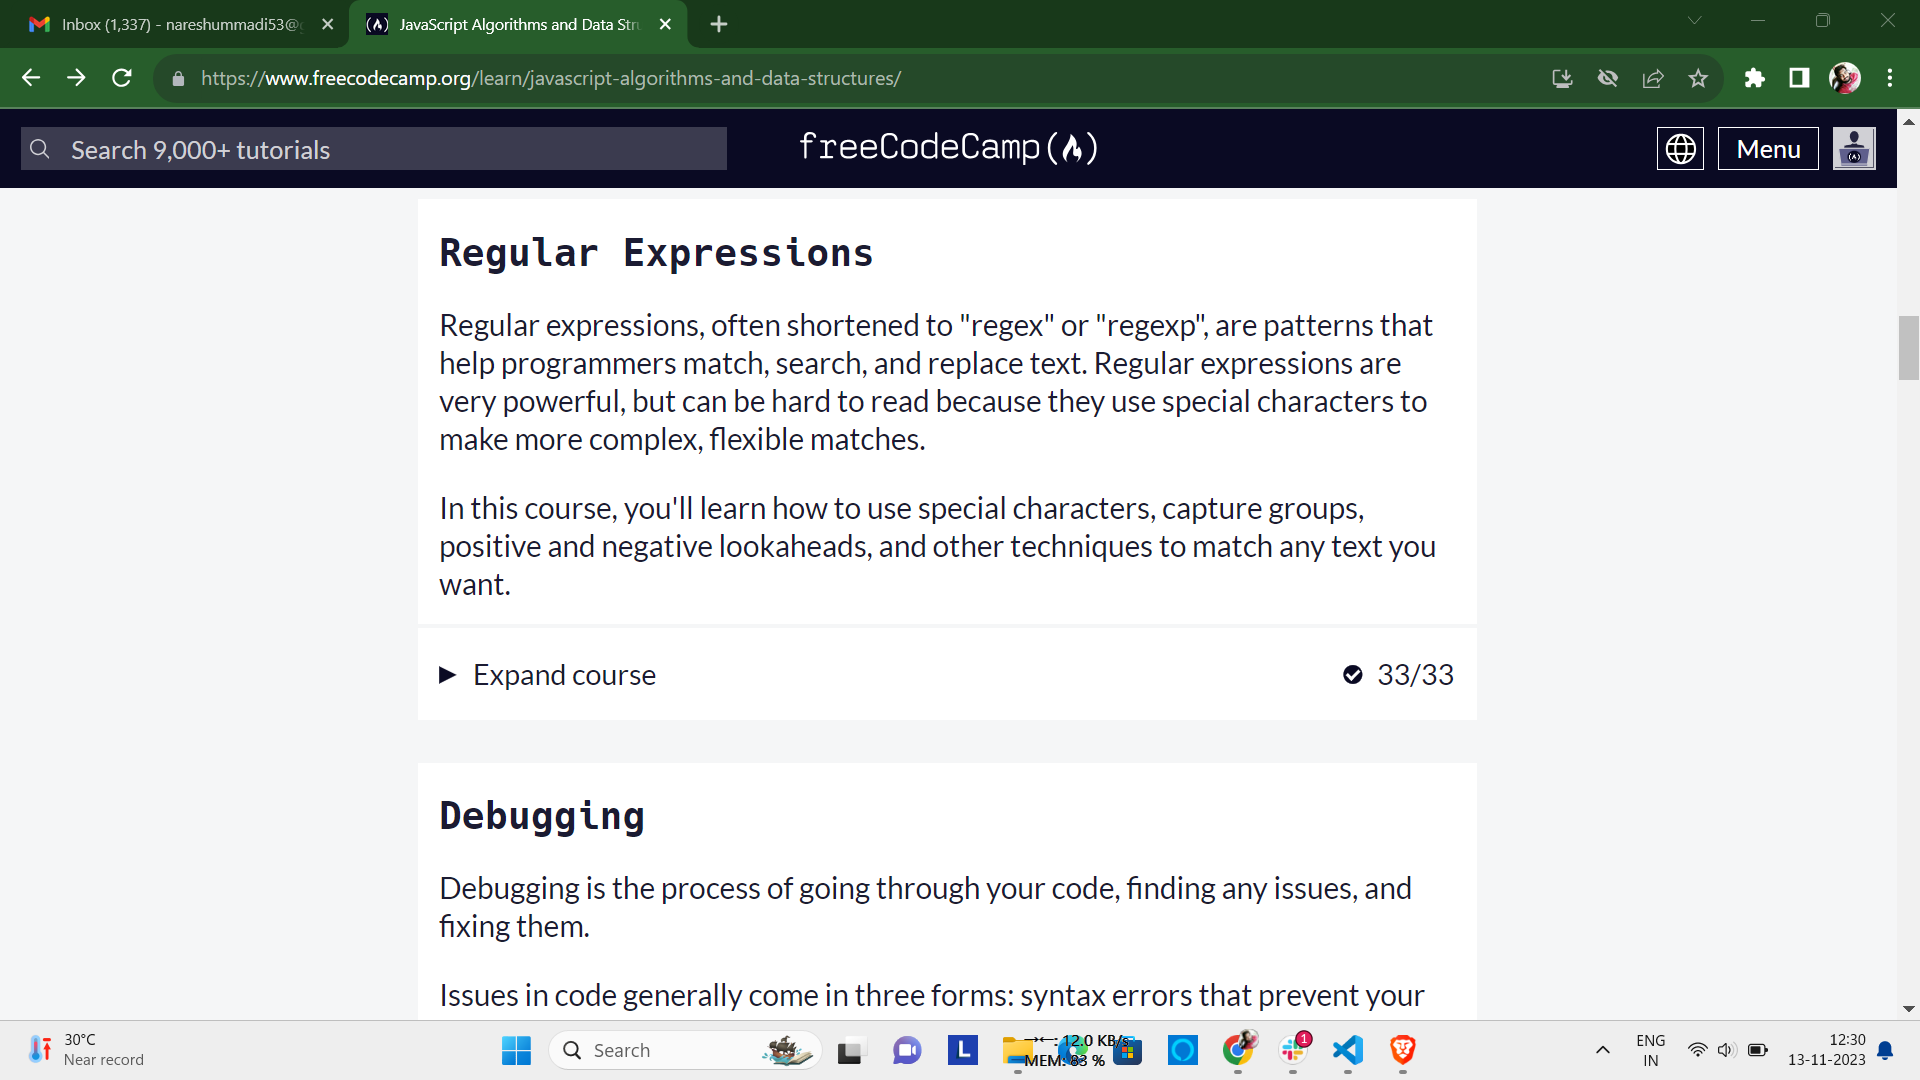 Inbox (1,337) - nareshummadi53@
JavaScript Algorithms and Data Str
https://www.freecodecamp.org/learn/javascript-algorithms-and-data-structures/
Search 9,000+ tutorials
freeCodeCamp(🔥)
Menu
Regular Expressions
Regular expressions, often shortened to "regex" or "regexp", are patterns that
help programmers match, search, and replace text. Regular expressions are
very powerful, but can be hard to read because they use special characters to
make more complex, flexible matches.
In this course, you'll learn how to use special characters, capture groups,
positive and negative lookaheads, and other techniques to match any text you
want.
Expand course
33/33
Debugging
Debugging is the process of going through your code, finding any issues, and
fixing them.
Issues in code generally come in three forms: syntax errors that prevent your
30°C
Near record
Search
L
12.0 KB/s
MEM: 83 %
1
ENG
IN
12:30
13-11-2023